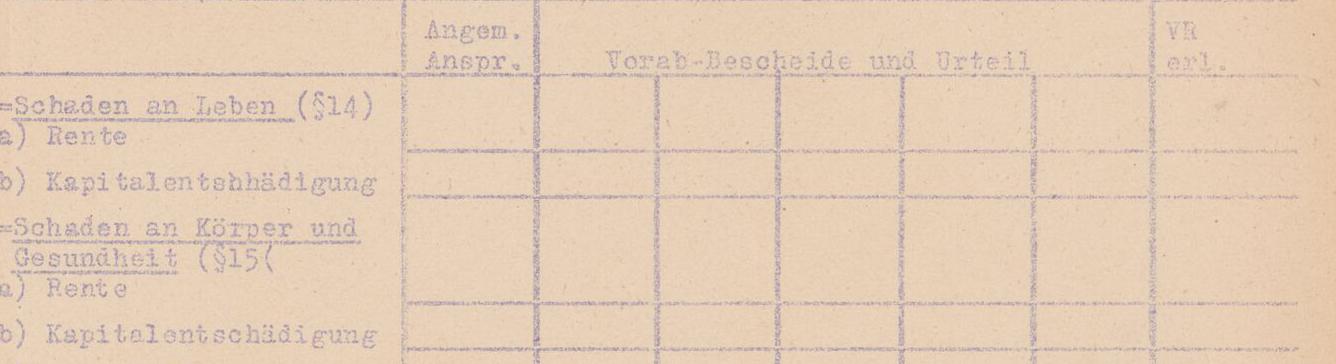 Angem. VR
Anspr. Vorab-Bescheide und Urteil erl.
=Schaden an Leben (§14)
a) Rente
b) Kapitalentshhädigung
=Schaden an Körper und
Gesundheit (§15(
a) Rente
b) Kapitalentschädigung